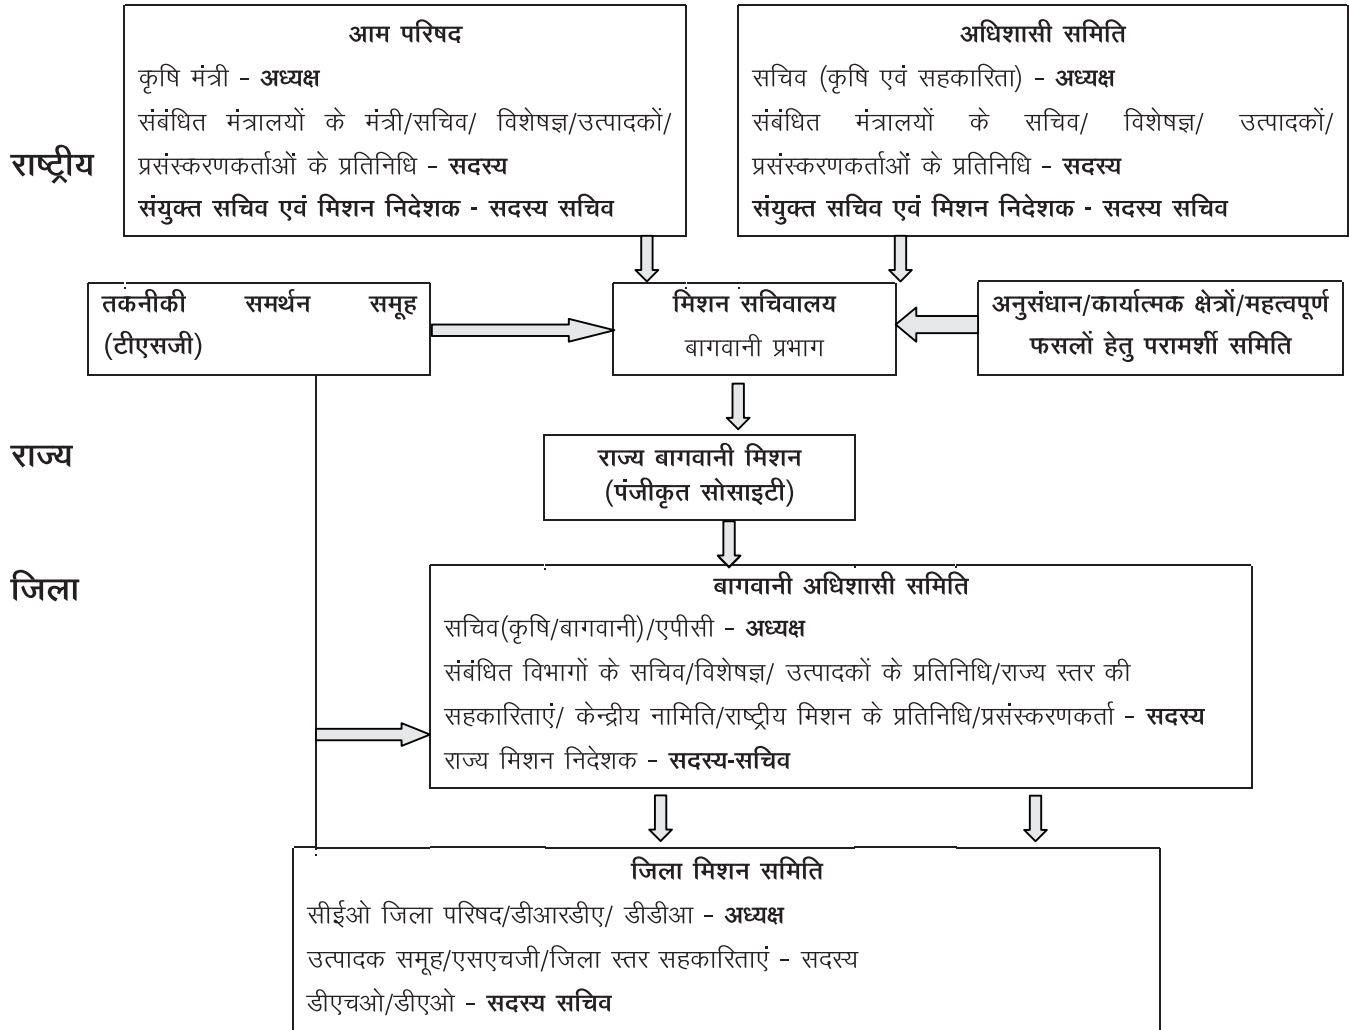 आम परिषद
कृषि मंत्री – अध्यक्ष
संबंधित मंत्रालयों के मंत्री/सचिव/ विशेषज्ञ/उत्पादकों/
प्रसंस्करणकर्ताओं के प्रतिनिधि – सदस्य
संयुक्त सचिव एवं मिशन निदेशक - सदस्य सचिव
अधिशासी समिति
सचिव (कृषि एवं सहकारिता) – अध्यक्ष
संबंधित मंत्रालयों के सचिव/ विशेषज्ञ/ उत्पादकों/
प्रसंस्करणकर्ताओं के प्रतिनिधि – सदस्य
संयुक्त सचिव एवं मिशन निदेशक - सदस्य सचिव
राष्ट्रीय
तकनीकी समर्थन समूह
(टीएसजी)
मिशन सचिवालय
बागवानी प्रभाग
अनुसंधान/कार्यात्मक क्षेत्रों/महत्वपूर्ण
फसलों हेतु परामर्शी समिति
राज्य
राज्य बागवानी मिशन
(पंजीकृत सोसाइटी)
जिला
बागवानी अधिशासी समिति
सचिव(कृषि/बागवानी)/एपीसी – अध्यक्ष
संबंधित विभागों के सचिव/विशेषज्ञ/ उत्पादकों के प्रतिनिधि/राज्य स्तर की
सहकारिताएं/ केन्द्रीय नामिति/राष्ट्रीय मिशन के प्रतिनिधि/प्रसंस्करणकर्ता – सदस्य
राज्य मिशन निदेशक – सदस्य-सचिव
जिला मिशन समिति
सीईओ जिला परिषद/डीआरडीए/ डीडीआ – अध्यक्ष
उत्पादक समूह/एसएचजी/जिला स्तर सहकारिताएं – सदस्य
डीएचओ/डीएओ – सदस्य सचिव